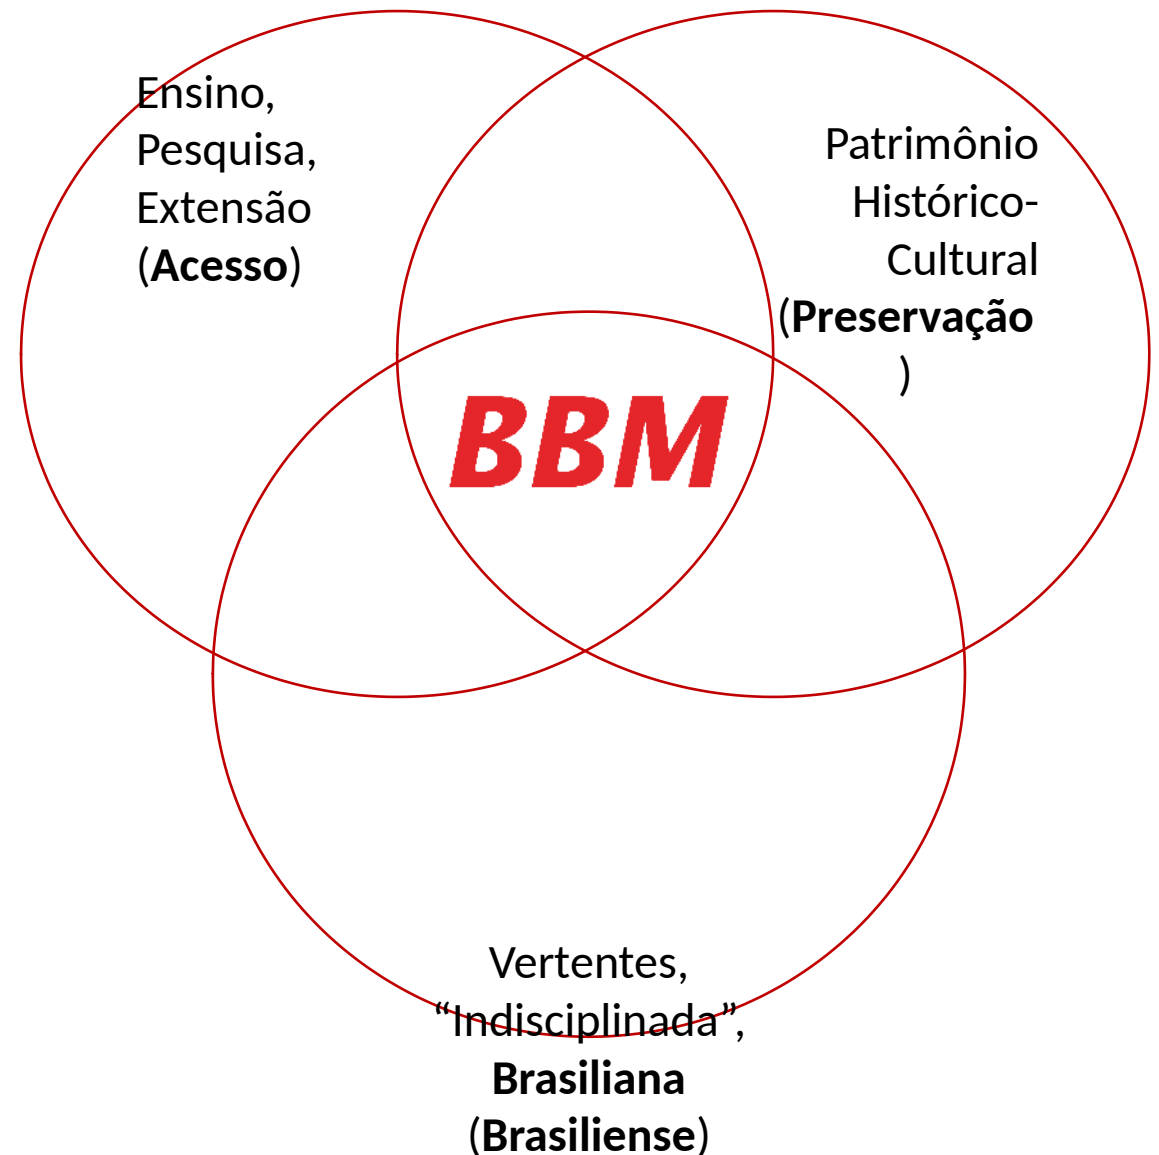 Ensino,
Pesquisa,
Extensão
(Acesso)
Patrimônio
Histórico-
Cultural
(Preservação
)
BBM
Vertentes,
“Indisciplinada”,
Brasiliana
(Brasiliense)